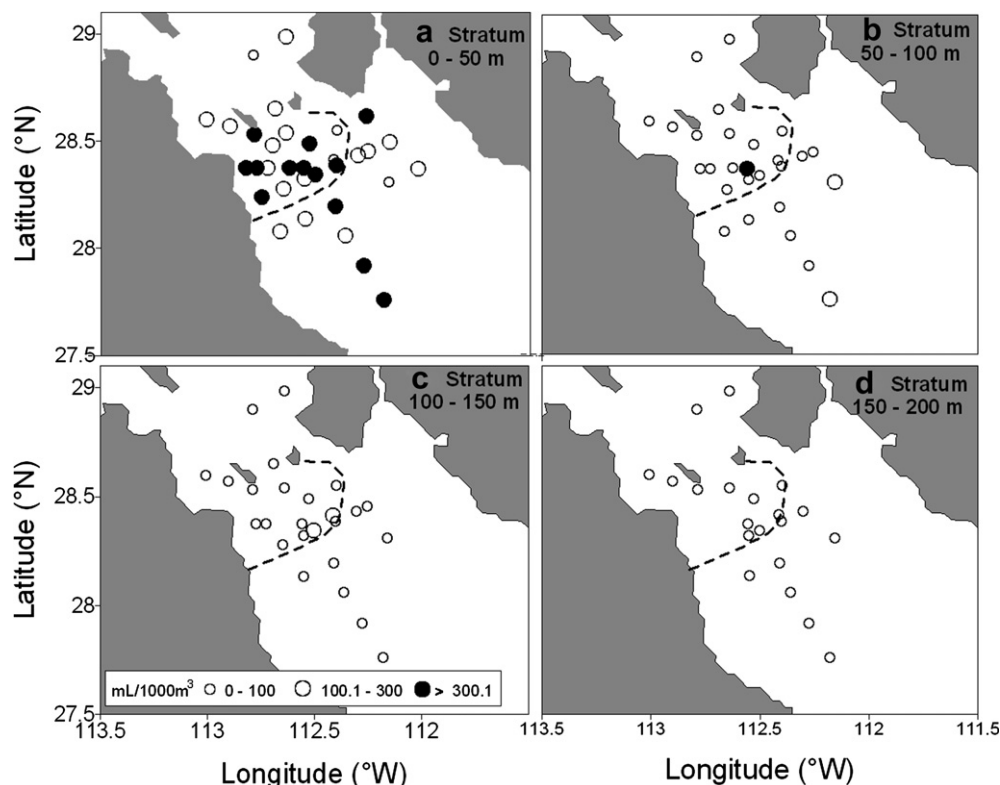 a Stratum
0 - 50 m
b Stratum
50 - 100 m
29
28.5
28
27.5
Latitude (°N)
c Stratum
100 - 150 m
d Stratum
150 - 200 m
29
28.5
28
27.5
Latitude (°N)
mL/1000m³ 0 - 100 100.1 - 300 > 300.1
113.5 113 112.5 112 113.5 113 112.5 112 111.5
Longitude (°W) Longitude (°W)